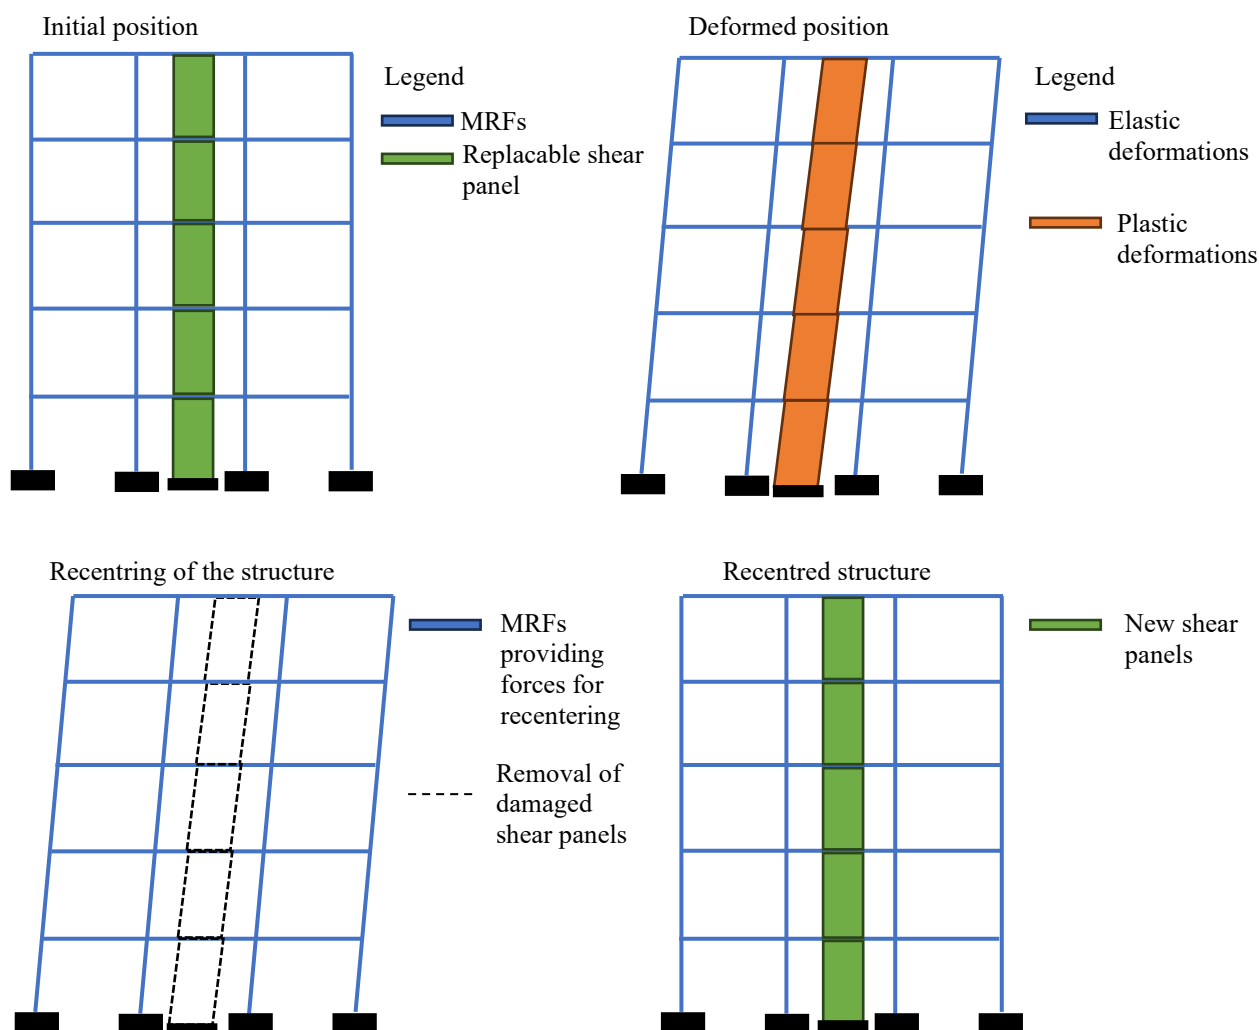 Initial position
Legend
MRFs
Replacable shear
panel
Deformed position
Legend
Elastic
deformations
Plastic
deformations
Recentring of the structure
MRFs
providing
forces for
recentering
Removal of
damaged
shear panels
Recentred structure
New shear
panels